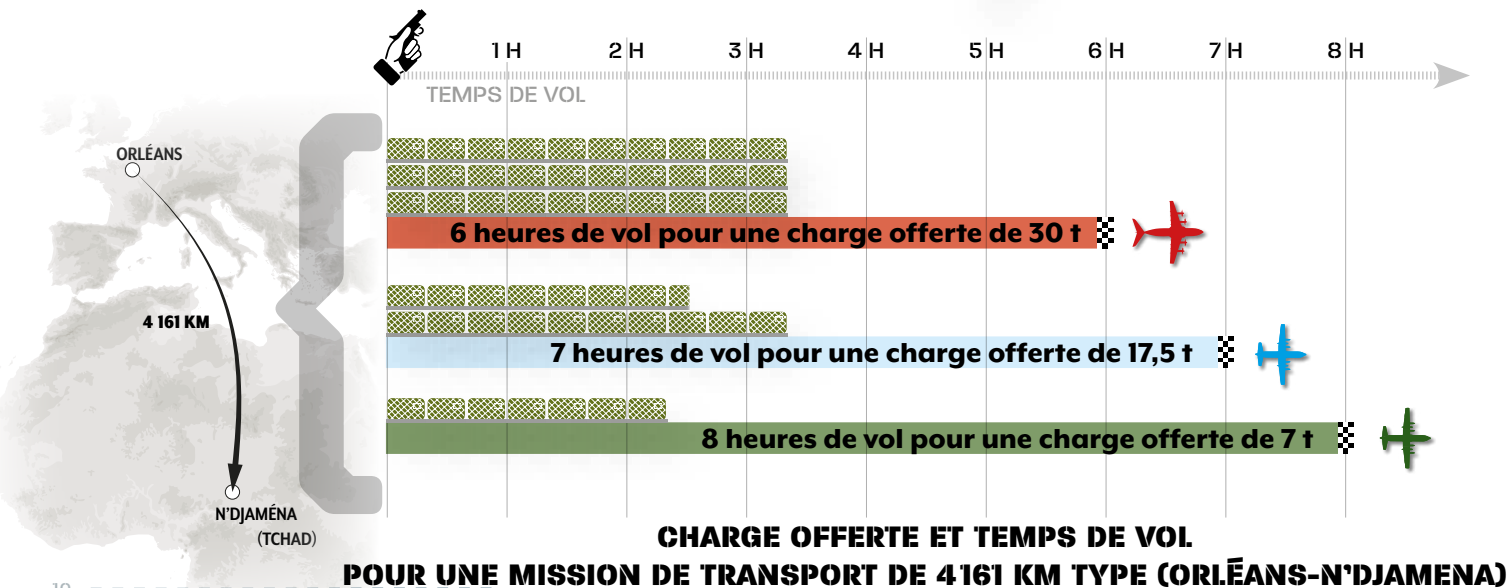 1 H 2 H 3 H 4 H 5 H 6 H 7 H 8 H
TEMPS DE VOL
ORLÉANS
4 161 KM
N'DJAMÉNA
(TCHAD)
6 heures de vol pour une charge offerte de 30 t
7 heures de vol pour une charge offerte de 17,5 t
8 heures de vol pour une charge offerte de 7 t
CHARGE OFFERTE ET TEMPS DE VOL
POUR UNE MISSION DE TRANSPORT DE 4 161 KM TYPE (ORLÉANS-N'DJAMENA)